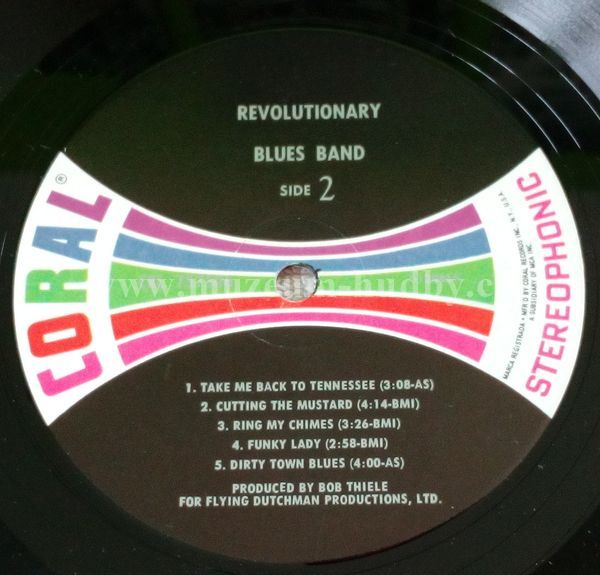 REVOLUTIONARY
BLUES BAND
SIDE 2
CORAL®
STEREOPHONIC
MARCA REGISTRADA • MFR'D BY CORAL RECORDS INC. N.Y., U.S.A.
A SUBSIDIARY OF MCA INC.
www.muzeum-hudby.c
1. TAKE ME BACK TO TENNESSEE (3:08-AS)
2. CUTTING THE MUSTARD (4:14-BMI)
3. RING MY CHIMES (3:26-BMI)
4. FUNKY LADY (2:58-BMI)
5. DIRTY TOWN BLUES (4:00-AS)
PRODUCED BY BOB THIELE
FOR FLYING DUTCHMAN PRODUCTIONS, LTD.